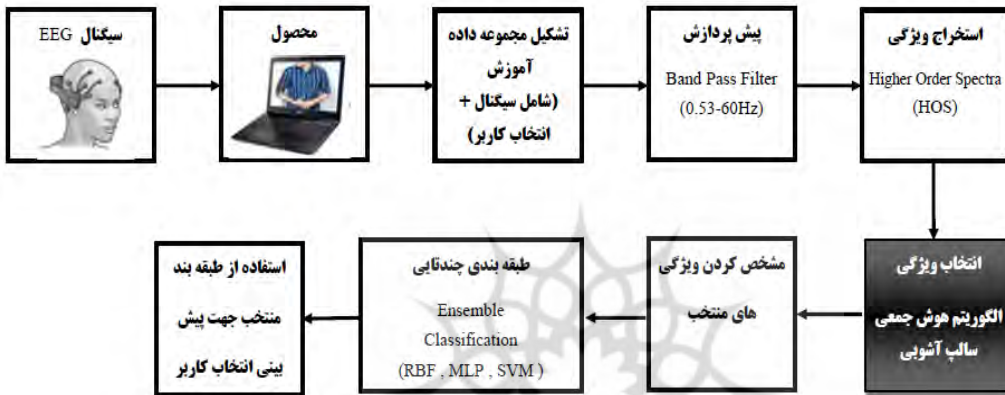 سیگنال EEG
محصول
تشکیل مجموعه داده
آموزش
(شامل سیگنال +
انتخاب کاربر)
پیش پردازش
Band Pass Filter
(0.53-60Hz)
استخراج ویژگی
Higher Order Spectra
(HOS)
انتخاب ویژگی
الگوریتم هوش جمعی
سالپ آشوبی
مشخص کردن ویژگی
های منتخب
طبقه بندی چندتایی
Ensemble
Classification
(RBF , MLP , SVM )
استفاده از طبقه بند
منتخب جهت پیش
بینی انتخاب کاربر